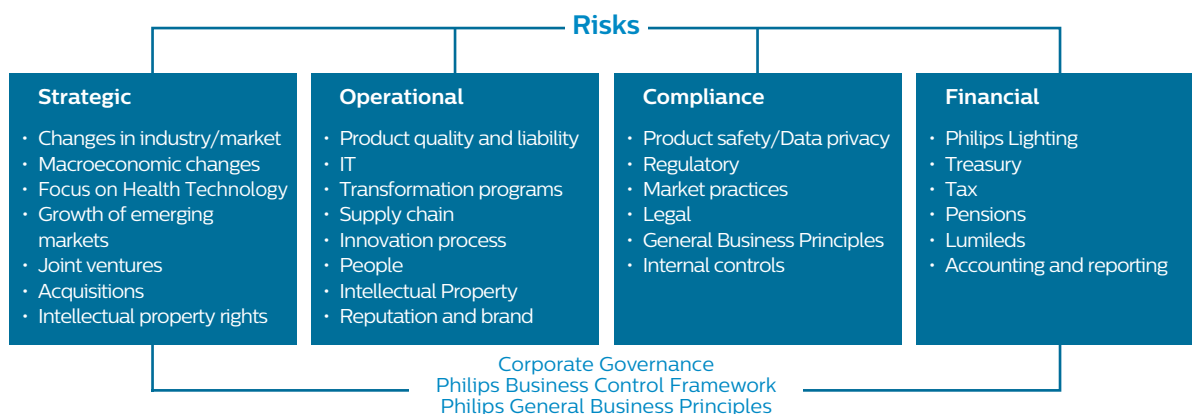 Risks
Strategic
• Changes in industry/market
• Macroeconomic changes
• Focus on Health Technology
• Growth of emerging
markets
• Joint ventures
• Acquisitions
• Intellectual property rights
Operational
• Product quality and liability
• IT
• Transformation programs
• Supply chain
• Innovation process
• People
• Intellectual Property
• Reputation and brand
Compliance
• Product safety/Data privacy
• Regulatory
• Market practices
• Legal
• General Business Principles
• Internal controls
Financial
• Philips Lighting
• Treasury
• Tax
• Pensions
• Lumileds
• Accounting and reporting
Corporate Governance
Philips Business Control Framework
Philips General Business Principles